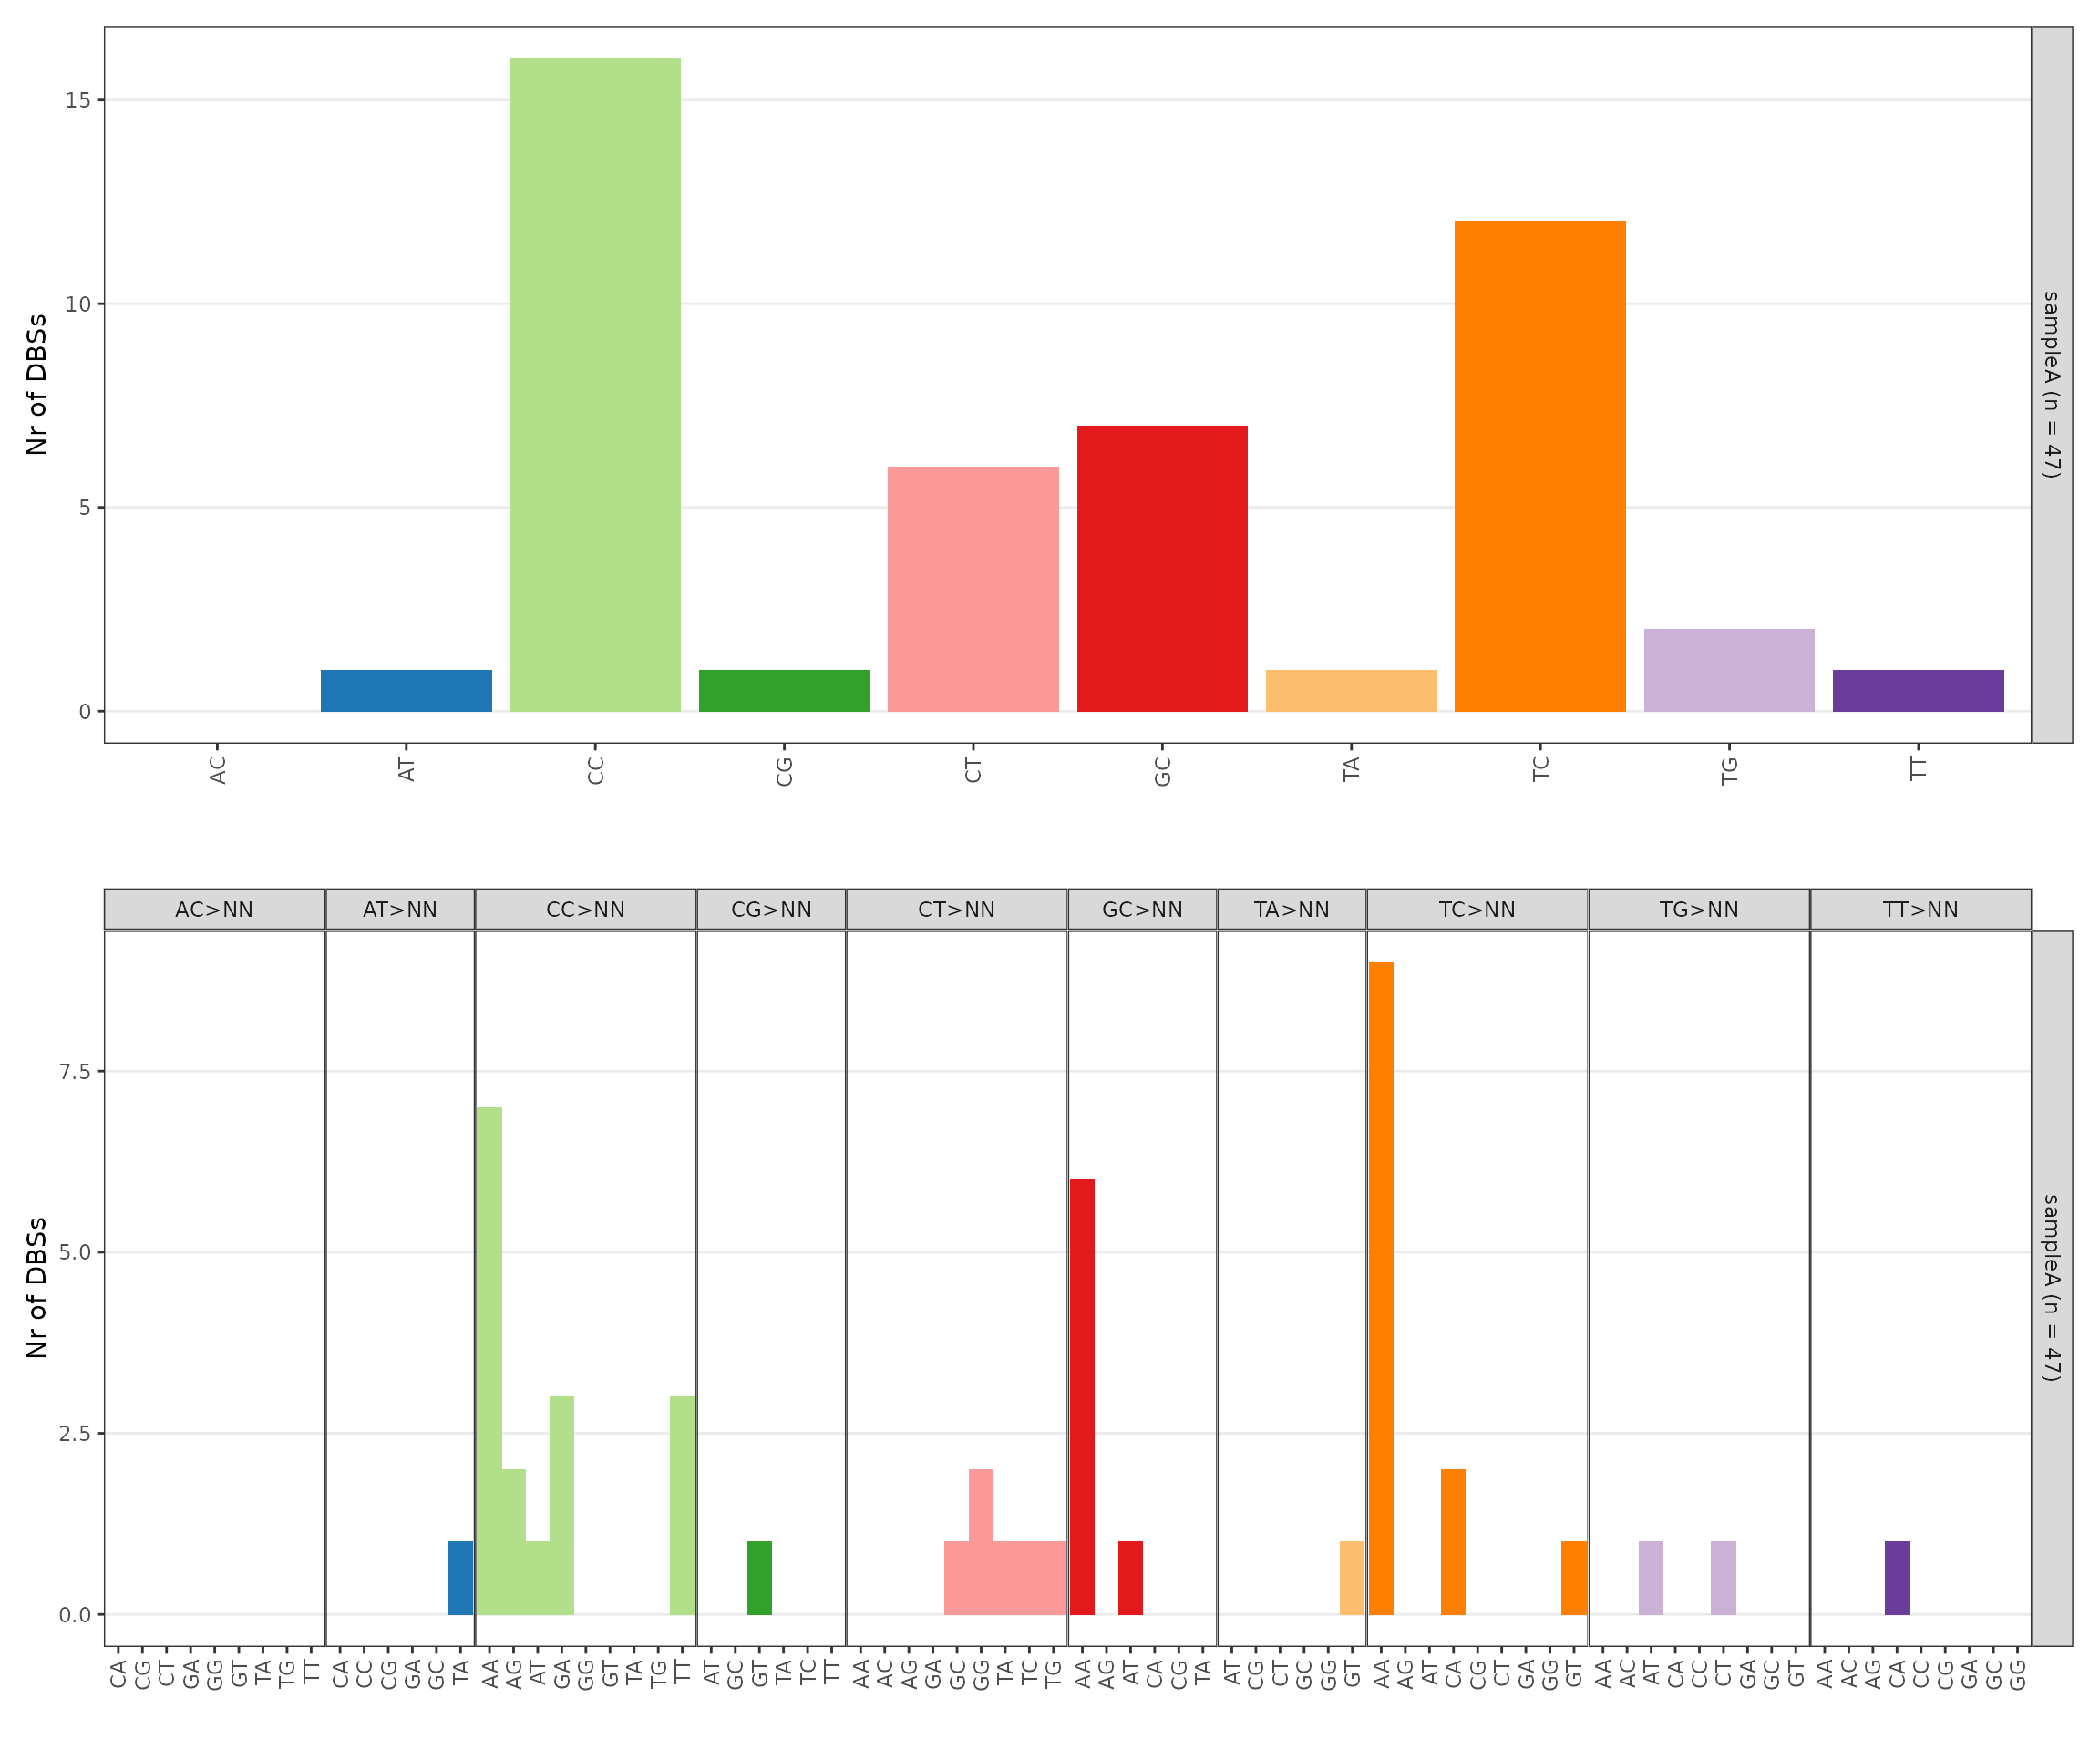 15
10
5
0
Nr of DBSs
sampleA (n = 47)
AC AT CC CG CT GC TA TC TG TT
AC>NN AT>NN CC>NN CG>NN CT>NN GC>NN TA>NN TC>NN TG>NN TT>NN
7.5
5.0
2.5
0.0
Nr of DBSs
sampleA (n = 47)
CA CG CT GA GG GT TA TG TT CA CC CG GA GC TA AA AG AT GA GG GT TA TG TT AT GC GT TA TC TT AA AC AG GA GC GG TA TC TG AA AG AT CA CG TA AT CG CT GC GG GT AA AG AT CA CG CT GA GG GT AA AC AT CA CC CT GA GC GT AA AC AG CA CC CG GA GC GG